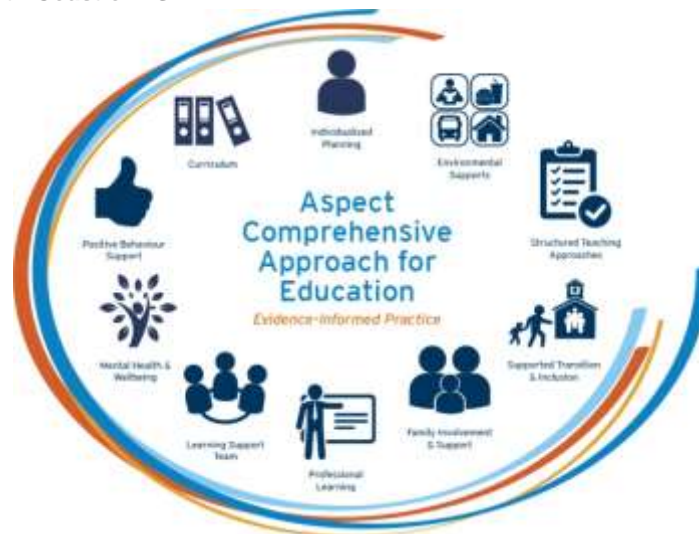 Individualised
Planning
Environmental
Supports
Structured Teaching
Approaches
Supported Transition
& Inclusion
Family Involvement
& Support
Professional
Learning
Learning Support
Team
Mental Health &
Wellbeing
Positive Behaviour
Support
Curriculum
Aspect
Comprehensive
Approach for
Education
Evidence-Informed Practice